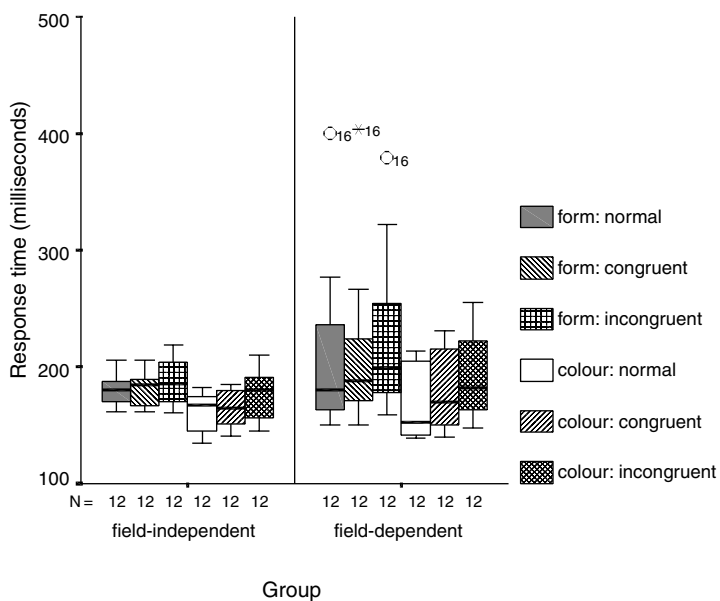 500
400
300
200
100
Response time (milliseconds)
16
16
16
form: normal
form: congruent
form: incongruent
colour: normal
colour: congruent
colour: incongruent
N = 12 12 12 12 12 12 12 12 12 12 12 12
field-independent field-dependent
Group